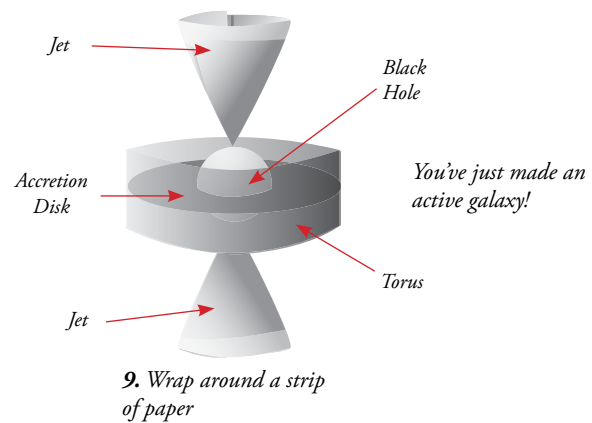 Jet
Black
Hole
Accretion
Disk
You've just made an
active galaxy!
Torus
Jet
9. Wrap around a strip
of paper